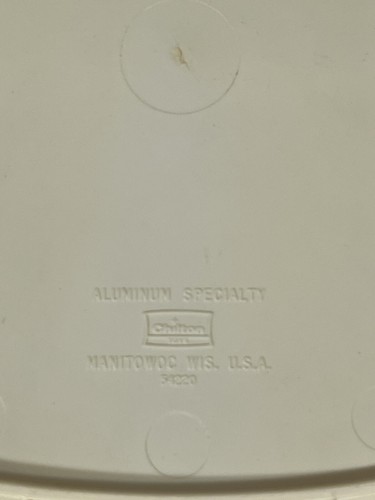 ALUMINUM SPECIALTY
Chilton
MANITOWOC WIS. U.S.A.
54220